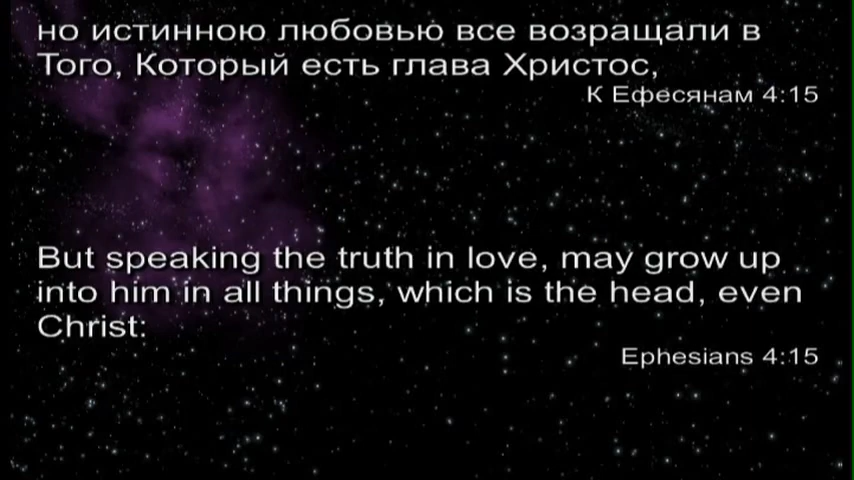 но истинною любовью все возращали в
Того, Который есть глава Христос,
К Ефесянам 4:15
But speaking the truth in love, may grow up
into him in all things, which is the head, even
Christ:
Ephesians 4:15